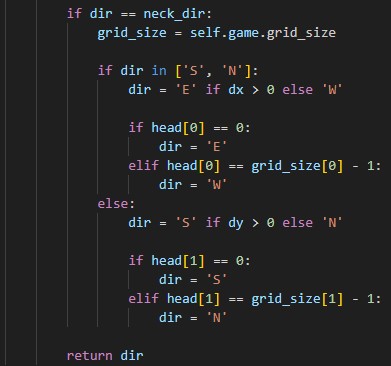 if dir == neck_dir:
    grid_size = self.game.grid_size

    if dir in ['S', 'N']:
        dir = 'E' if dx > 0 else 'W'

        if head[0] == 0:
            dir = 'E'
        elif head[0] == grid_size[0] - 1:
            dir = 'W'
    else:
        dir = 'S' if dy > 0 else 'N'

        if head[1] == 0:
            dir = 'S'
        elif head[1] == grid_size[1] - 1:
            dir = 'N'

return dir